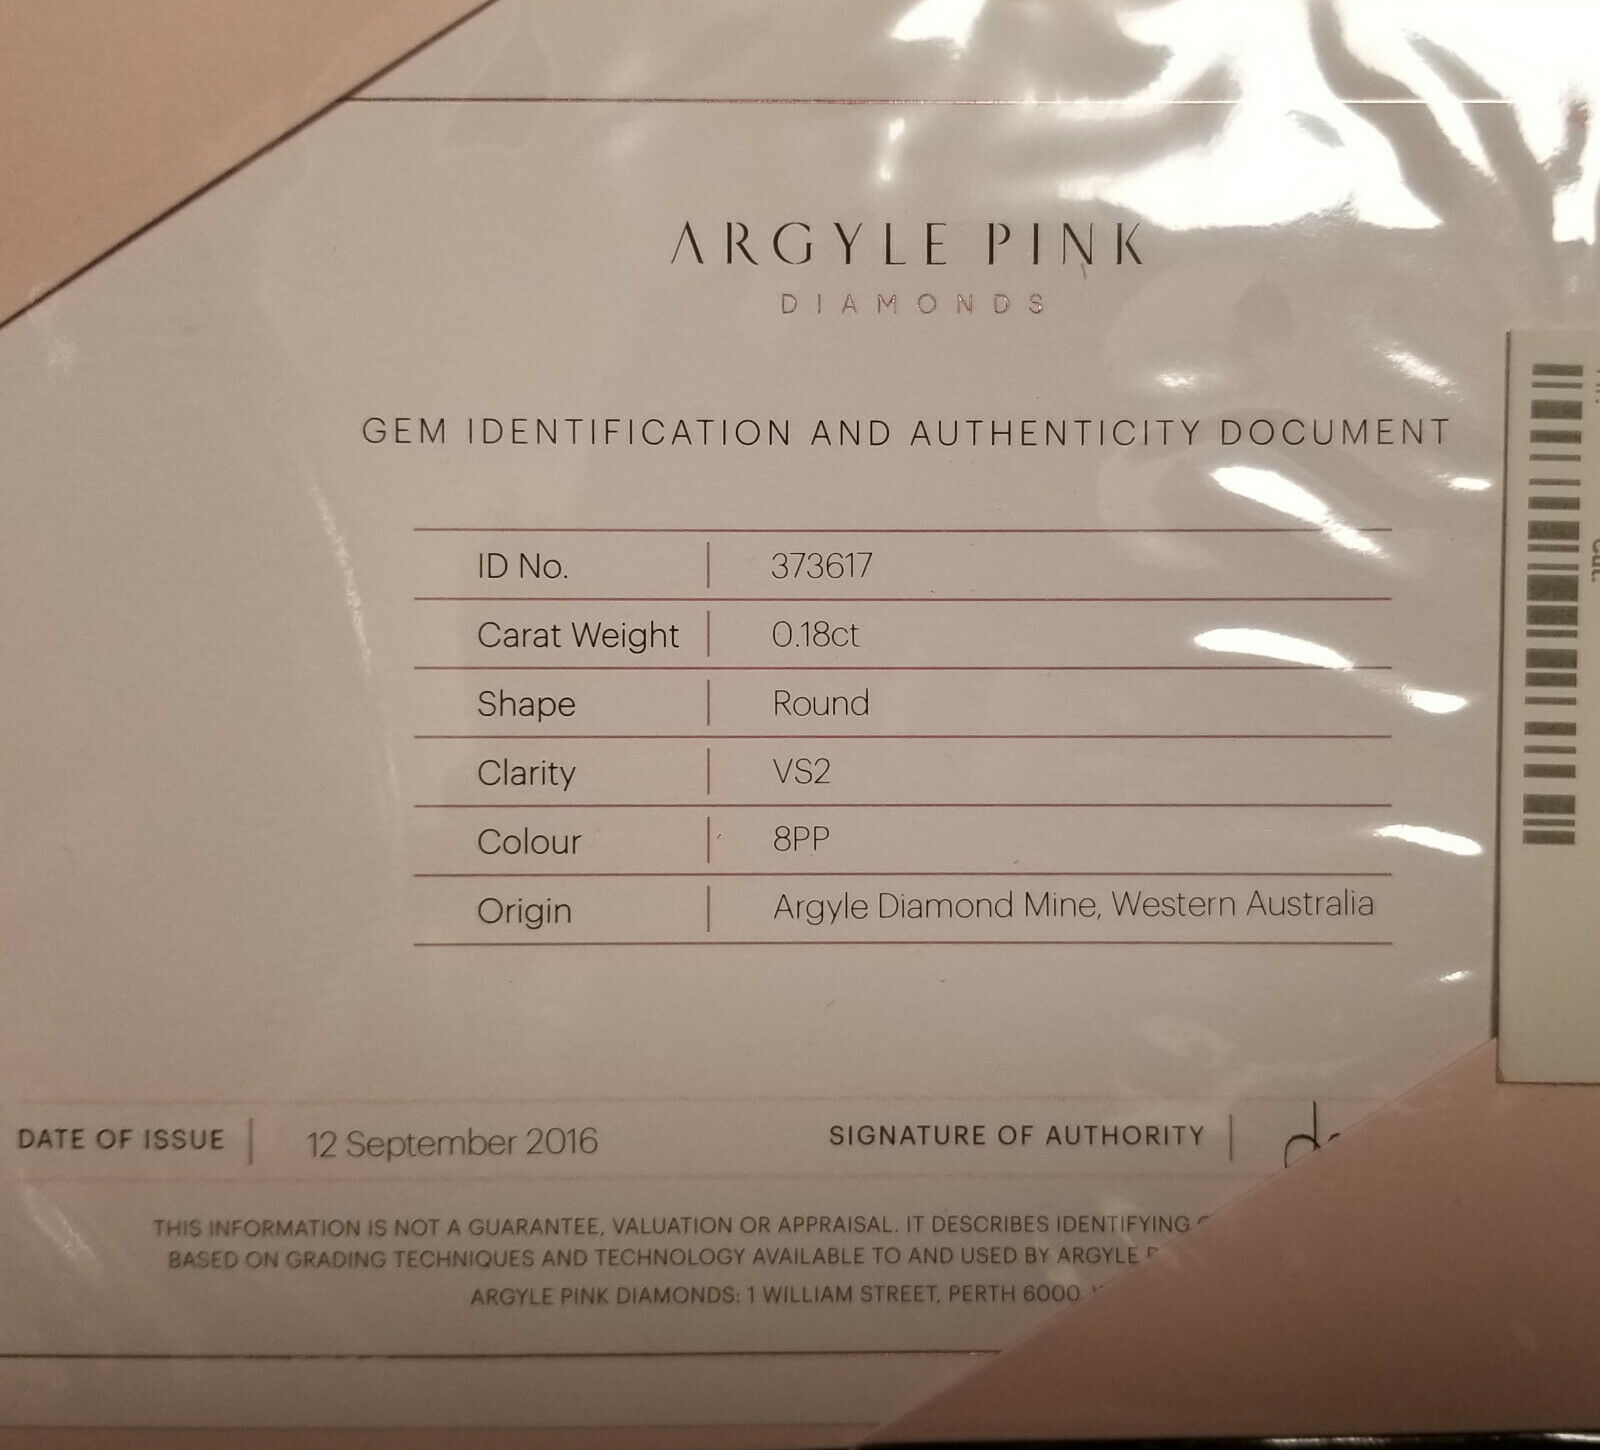 ARGYLE PINK
DIAMONDS
GEM IDENTIFICATION AND AUTHENTICITY DOCUMENT
ID No. 373617
Carat Weight 0.18ct
Shape Round
Clarity VS2
Colour 8PP
Origin Argyle Diamond Mine, Western Australia
DATE OF ISSUE 12 September 2016 SIGNATURE OF AUTHORITY
THIS INFORMATION IS NOT A GUARANTEE, VALUATION OR APPRAISAL. IT DESCRIBES IDENTIFYING
BASED ON GRADING TECHNIQUES AND TECHNOLOGY AVAILABLE TO AND USED BY ARGYLE
ARGYLE PINK DIAMONDS: 1 WILLIAM STREET, PERTH 6000